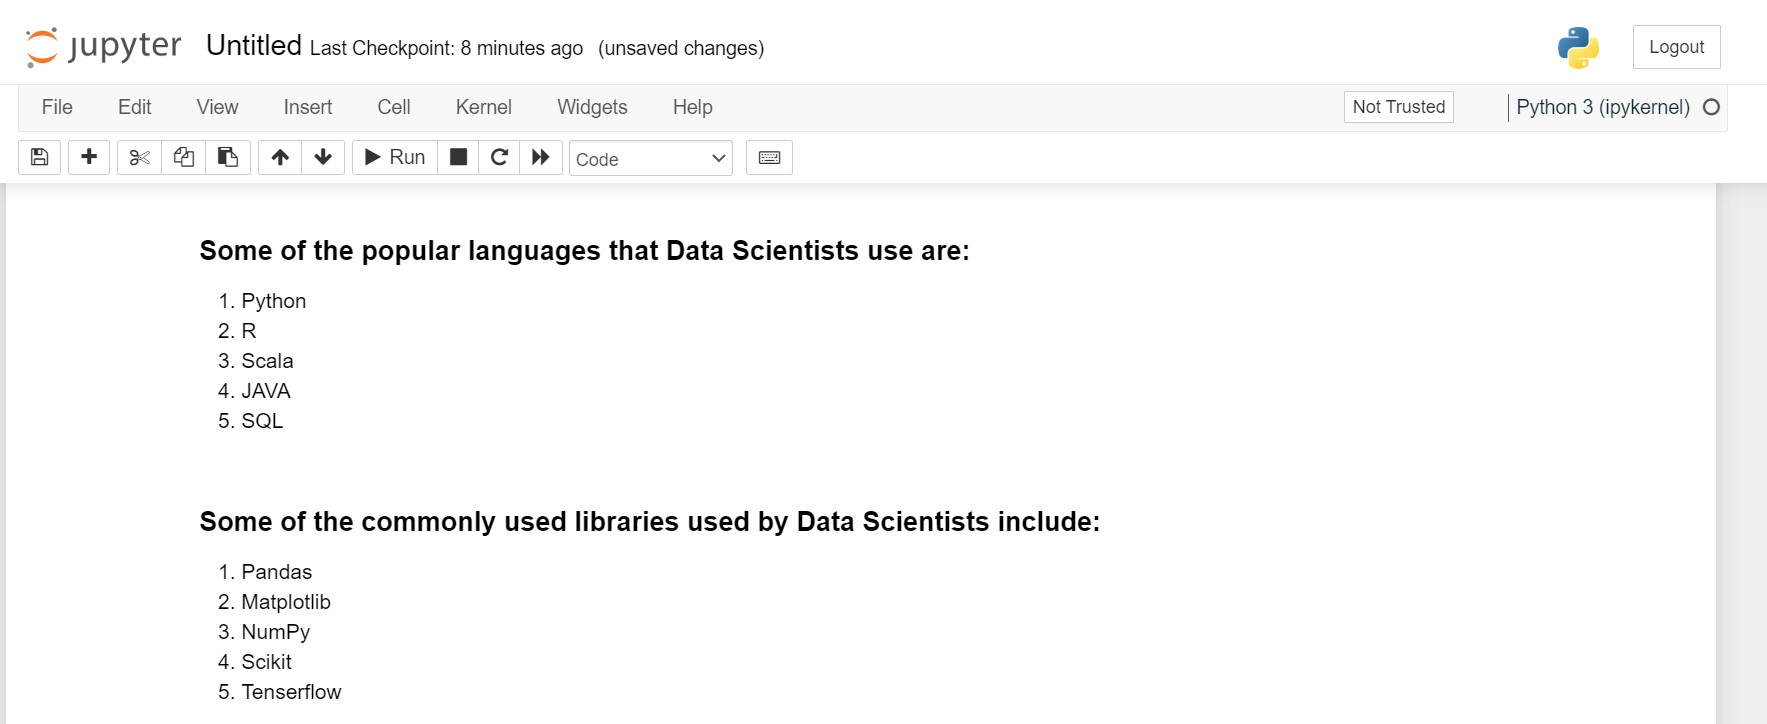 jupyter Untitled Last Checkpoint: 8 minutes ago (unsaved changes) Logout
File Edit View Insert Cell Kernel Widgets Help Not Trusted Python 3 (ipykernel)
Run Code
Some of the popular languages that Data Scientists use are:
1. Python
2. R
3. Scala
4. JAVA
5. SQL
Some of the commonly used libraries used by Data Scientists include:
1. Pandas
2. Matplotlib
3. NumPy
4. Scikit
5. Tenserflow